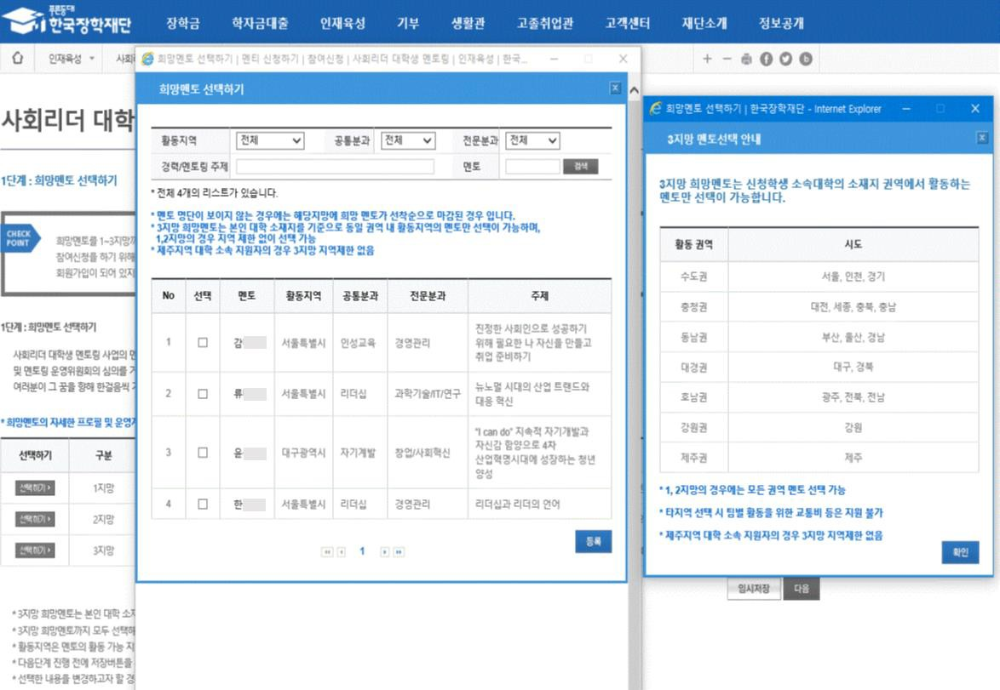 푸른등대
한국장학재단
장학금 학자금대출 인재육성 기부 생활관 고졸취업관 고객센터 재단소개 정보공개
인재육성 사회리
사회리더 대학
1단계 : 희망멘토 선택하기
CHECK
POINT
희망멘토를 1~3지망까
참여신청을 하기 위해
회원가입이 되어 있지
1단계 : 희망멘토 선택하기
사회리더 대학생 멘토링 사업의 멘
및 멘토링 운영위원회의 심의를 거
여러분이 그 꿈을 향해 한걸음씩
* 희망멘토의 자세한 프로필 및 운영
선택하기 구분
선택하기 1지망
선택하기 2지망
선택하기 3지망
* 3지망 희망멘토는 본인 대학 소재
* 3지망 희망멘토까지 모두 선택해
* 활동지역은 멘토의 활동 가능 지
* 다음단계 진행 전에 저장버튼을
* 선택한 내용을 변경하고자 할 경
희망멘토 선택하기 | 멘티 신청하기 | 참여신청 | 사회리더 대학생 멘토링 | 인재육성 | 한국...
희망멘토 선택하기
활동지역 전체 공통분과 전체 전문분과 전체
경력/멘토링 주제 멘토 검색
* 전체 4개의 리스트가 있습니다.
* 멘토 명단이 보이지 않는 경우에는 해당지망에 희망 멘토가 선착순으로 마감된 경우 입니다.
* 3지망 희망멘토는 본인 대학 소재지를 기준으로 동일 권역 내 활동지역의 멘토만 선택이 가능하며,
1,2지망의 경우 지역 제한 없이 선택 가능
* 제주지역 대학 소속 지원자의 경우 3지망 지역제한 없음
No 선택 멘토 활동지역 공통분과 전문분과 주제
1 감 서울특별시 인성교육 경영관리 진정한 사회인으로 성공하기
위해 필요한 나 자신을 만들고
취업 준비하기
2 류 서울특별시 리더십 과학기술/IT/연구 뉴노멀 시대의 산업 트랜드와
대응 혁신
3 윤 대구광역시 자기계발 창업/사회혁신 "I can do" 지속적 자기개발과
자신감 함양으로 4차
산업혁명시대에 성장하는 청년
양성
4 한 서울특별시 리더십 경영관리 리더십과 리더의 언어
1
등록
희망멘토 선택하기 | 한국장학재단 - Internet Explorer
3지망 멘토선택 안내
3지망 희망멘토는 신청학생 소속대학의 소재지 권역에서 활동하는
멘토만 선택이 가능합니다.
활동 권역 시도
수도권 서울, 인천, 경기
충청권 대전, 세종, 충북, 충남
동남권 부산, 울산, 경남
대경권 대구, 경북
호남권 광주, 전북, 전남
강원권 강원
제주권 제주
* 1, 2지망의 경우에는 모든 권역 멘토 선택 가능
* 타지역 선택 시 팀별 활동을 위한 교통비 등은 지원 불가
* 제주지역 대학 소속 지원자의 경우 3지망 지역제한 없음
확인
임시저장 다음